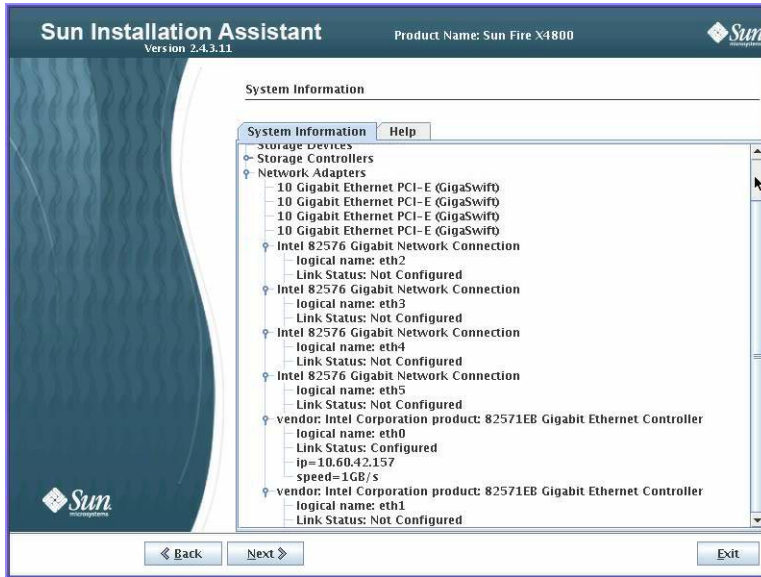 Sun Installation Assistant
Version 2.4.3.11
Product Name: Sun Fire X4800
Sun
microsystems
System Information
System Information
Help
Storage Devices
Storage Controllers
Network Adapters
10 Gigabit Ethernet PCI-E (GigaSwift)
10 Gigabit Ethernet PCI-E (GigaSwift)
10 Gigabit Ethernet PCI-E (GigaSwift)
10 Gigabit Ethernet PCI-E (GigaSwift)
Intel 82576 Gigabit Network Connection
logical name: eth2
Link Status: Not Configured
Intel 82576 Gigabit Network Connection
logical name: eth3
Link Status: Not Configured
Intel 82576 Gigabit Network Connection
logical name: eth4
Link Status: Not Configured
Intel 82576 Gigabit Network Connection
logical name: eth5
Link Status: Not Configured
vendor: Intel Corporation product: 82571EB Gigabit Ethernet Controller
logical name: eth0
Link Status: Configured
ip=10.60.42.157
speed=1GB/s
vendor: Intel Corporation product: 82571EB Gigabit Ethernet Controller
logical name: eth1
Link Status: Not Configured
Sun
microsystems
Back
Next
Exit